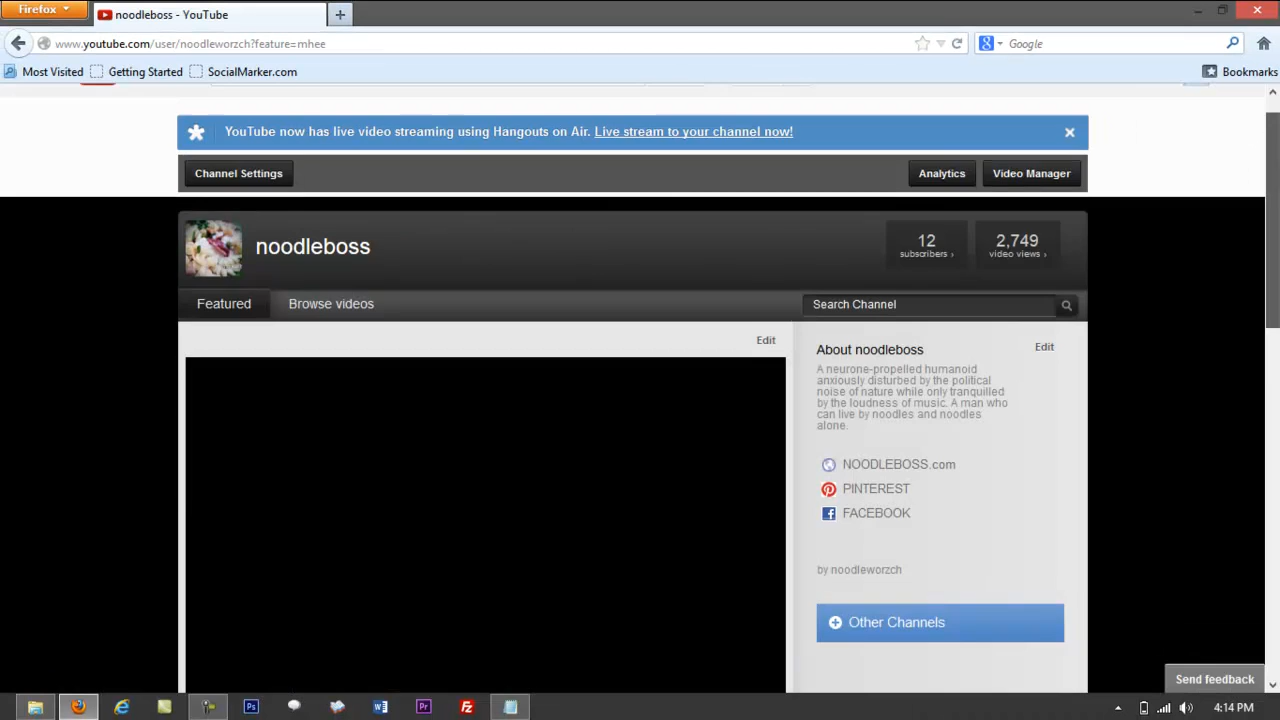 Firefox
noodleboss - YouTube
www.youtube.com/user/noodleworzch?feature=mhee
Google
Most Visited
Getting Started
SocialMarker.com
Bookmarks
YouTube now has live video streaming using Hangouts on Air. Live stream to your channel now!
Channel Settings
Analytics
Video Manager
noodleboss
12
subscribers ›
2,749
video views ›
Featured
Browse videos
Search Channel
Edit
About noodleboss
Edit
A neurone-propelled humanoid
anxiously disturbed by the political
noise of nature while only tranquilled
by the loudness of music. A man who
can live by noodles and noodles
alone.
NOODLEBOSS.com
PINTEREST
FACEBOOK
by noodleworzch
Other Channels
Send feedback
4:14 PM